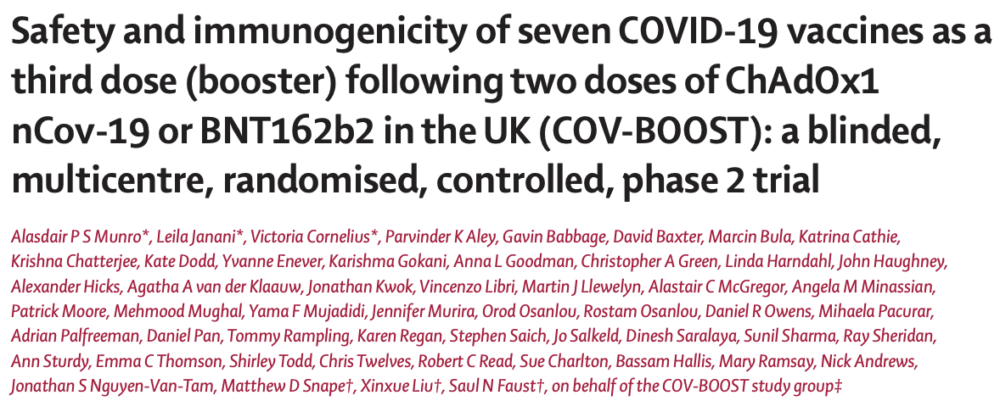 Safety and immunogenicity of seven COVID-19 vaccines as a
third dose (booster) following two doses of ChAdOx1
nCov-19 or BNT162b2 in the UK (COV-BOOST): a blinded,
multicentre, randomised, controlled, phase 2 trial
Alasdair P S Munro*, Leila Janani*, Victoria Cornelius*, Parvinder K Aley, Gavin Babbage, David Baxter, Marcin Bula, Katrina Cathie,
Krishna Chatterjee, Kate Dodd, Yvanne Enever, Karishma Gokani, Anna L Goodman, Christopher A Green, Linda Harndahl, John Haughney,
Alexander Hicks, Agatha A van der Klaauw, Jonathan Kwok, Vincenzo Libri, Martin J Llewelyn, Alastair C McGregor, Angela M Minassian,
Patrick Moore, Mehmood Mughal, Yama F Mujadidi, Jennifer Murira, Orod Osanlou, Rostam Osanlou, Daniel R Owens, Mihaela Pacurar,
Adrian Palfreeman, Daniel Pan, Tommy Rampling, Karen Regan, Stephen Saich, Jo Salkeld, Dinesh Saralaya, Sunil Sharma, Ray Sheridan,
Ann Sturdy, Emma C Thomson, Shirley Todd, Chris Twelves, Robert C Read, Sue Charlton, Bassam Hallis, Mary Ramsay, Nick Andrews,
Jonathan S Nguyen-Van-Tam, Matthew D Snape†, Xinxue Liu†, Saul N Faust†, on behalf of the COV-BOOST study group‡